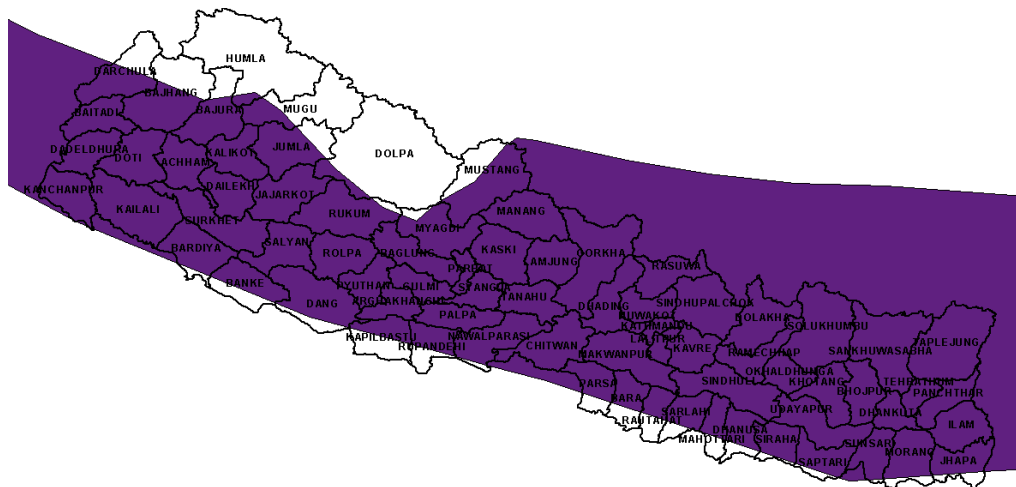 HUMLA
DARCHULA
BAJHANG
MUGU
BAJURA
BAITADI
DADELDHURA
DOTI
ACHHAM
KALIKOT
JUMLA
DOLPA
MUSTANG
KANCHANPUR
KAILALI
DAILEKH
JAJARKOT
SURKHET
RUKUM
MYAGDI
MANANG
BARDIYA
SALYAN
ROLPA
BAGLUNG
KASKI
LAMJUNG
GORKHA
PARBAT
RASUWA
BANKE
DANG
PYUTHAN
GULMI
SYANGJA
TANAHU
ARGHAKHANCHI
PALPA
DHADING
NUWAKOT
SINDHUPALCHOK
DOLAKHA
KATHMANDU
SOLUKHUMBU
KAPILBASTU
RUPANDEHI
NAWALPARASI
CHITWAN
LALITPUR
MAKWANPUR
KAVRE
RAMECHHAP
SANKHUWASABHA
TAPLEJUNG
PARSA
BARA
SINDHULI
OKHALDHUNGA
KHOTANG
BHOJPUR
TEHRATHUM
PANCHTHAR
RAUTAHAT
SARLAHI
UDAYAPUR
DHANKUTA
MAHOTTARI
DHANUSA
SIRAHA
SAPTARI
SUNSARI
MORANG
ILAM
JHAPA